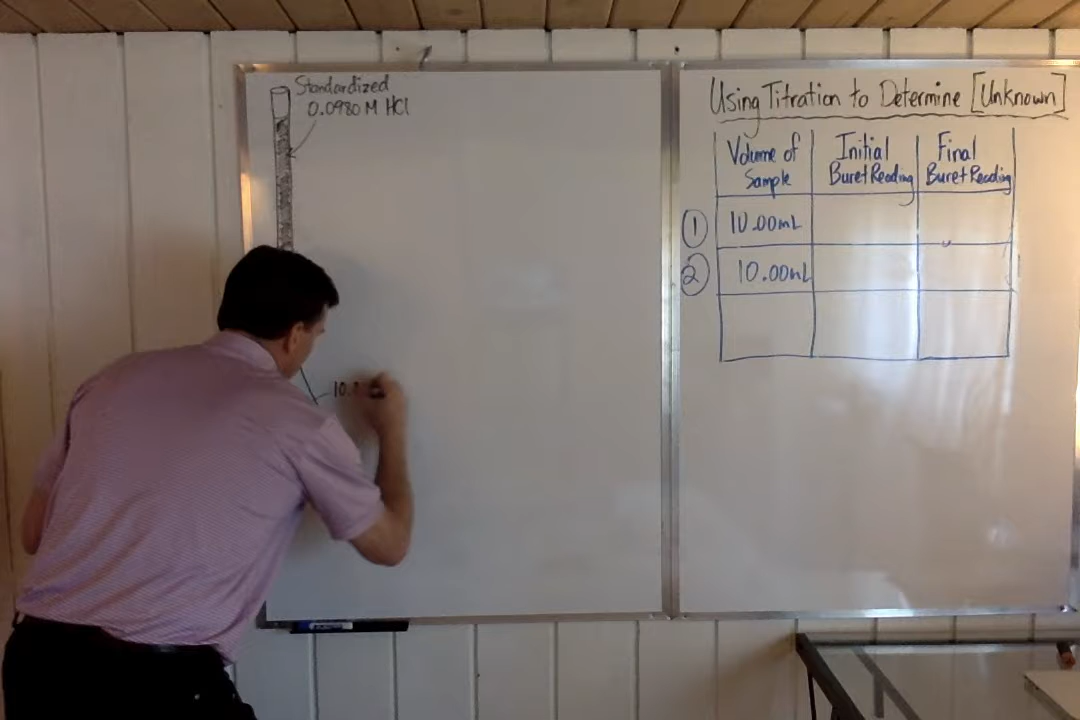 Standardized
0.0980 M HCl
10.
Using Titration to Determine [Unknown]
Volume of Sample
Initial Buret Reading
Final Buret Reading
① 10.00mL
② 10.00mL